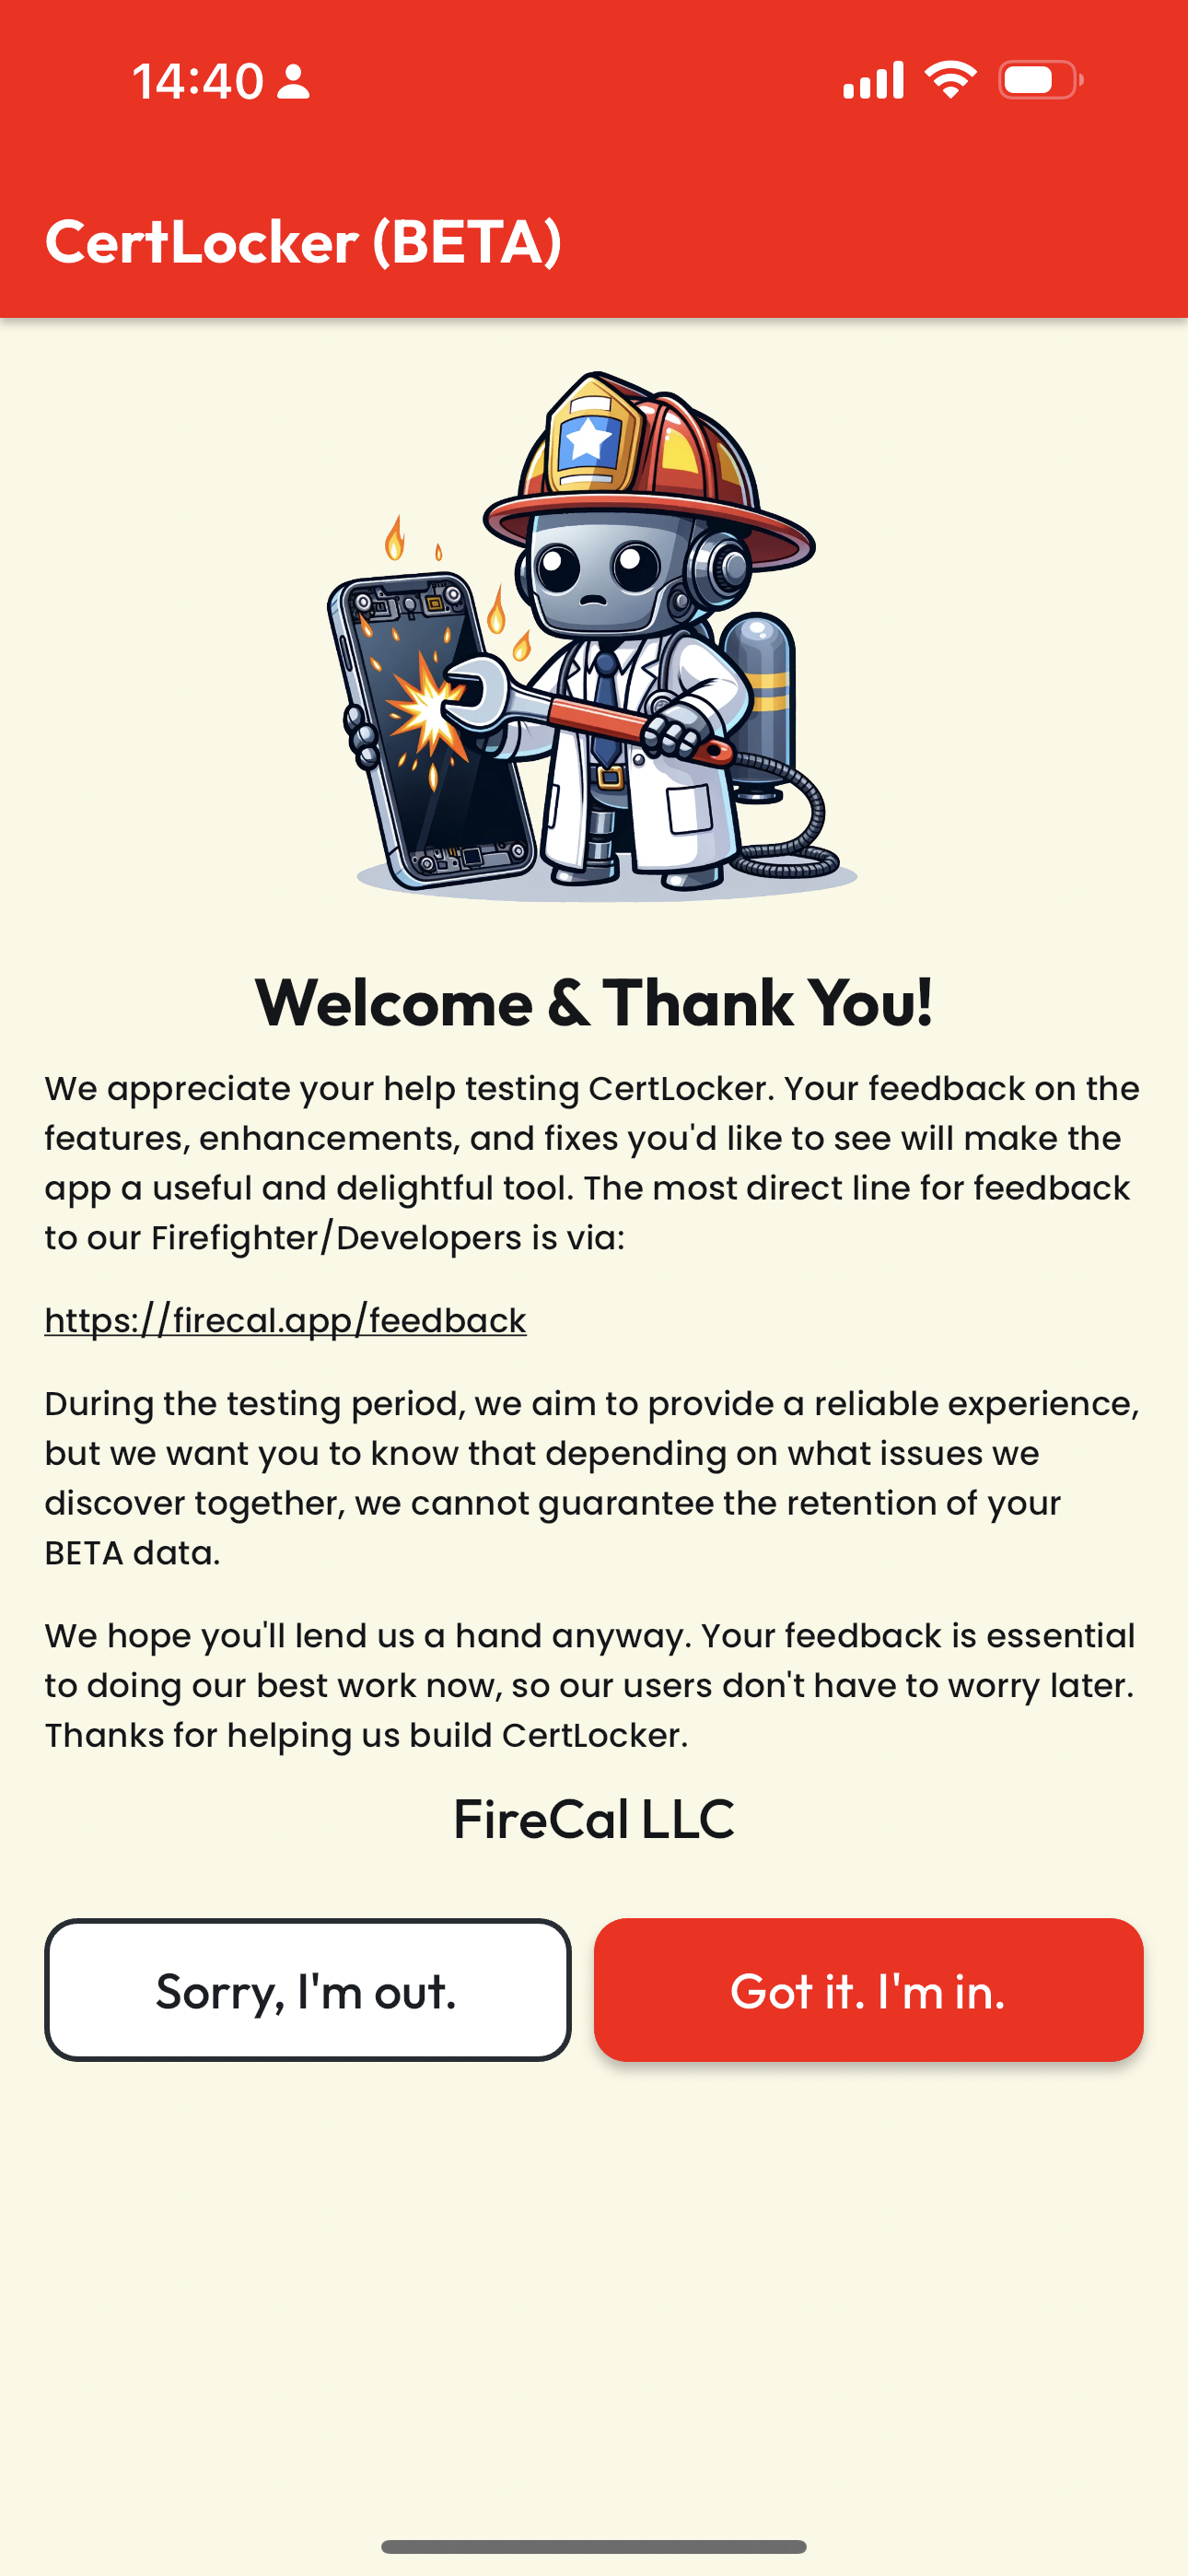 14:40
CertLocker (BETA)
Welcome & Thank You!
We appreciate your help testing CertLocker. Your feedback on the
features, enhancements, and fixes you'd like to see will make the
app a useful and delightful tool. The most direct line for feedback
to our Firefighter/Developers is via:
https://firecal.app/feedback
During the testing period, we aim to provide a reliable experience,
but we want you to know that depending on what issues we
discover together, we cannot guarantee the retention of your
BETA data.
We hope you'll lend us a hand anyway. Your feedback is essential
to doing our best work now, so our users don't have to worry later.
Thanks for helping us build CertLocker.
FireCal LLC
Sorry, I'm out.
Got it. I'm in.